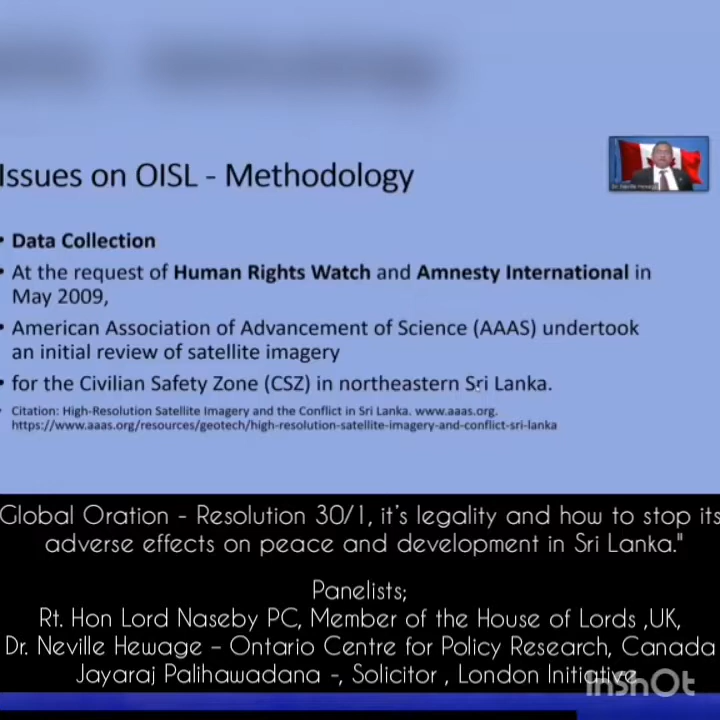 Issues on OISL - Methodology
Dr. Neville Hewage
• Data Collection
• At the request of Human Rights Watch and Amnesty International in
May 2009,
• American Association of Advancement of Science (AAAS) undertook
an initial review of satellite imagery
• for the Civilian Safety Zone (CSZ) in northeastern Sri Lanka.
• Citation: High-Resolution Satellite Imagery and the Conflict in Sri Lanka. www.aaas.org.
https://www.aaas.org/resources/geotech/high-resolution-satellite-imagery-and-conflict-sri-lanka
Global Oration - Resolution 30/1, it's legality and how to stop its
adverse effects on peace and development in Sri Lanka."
Panelists;
Rt. Hon Lord Naseby PC, Member of the House of Lords ,UK,
Dr. Neville Hewage – Ontario Centre for Policy Research, Canada
Jayaraj Palihawadana -, Solicitor , London Initiative
InShOt